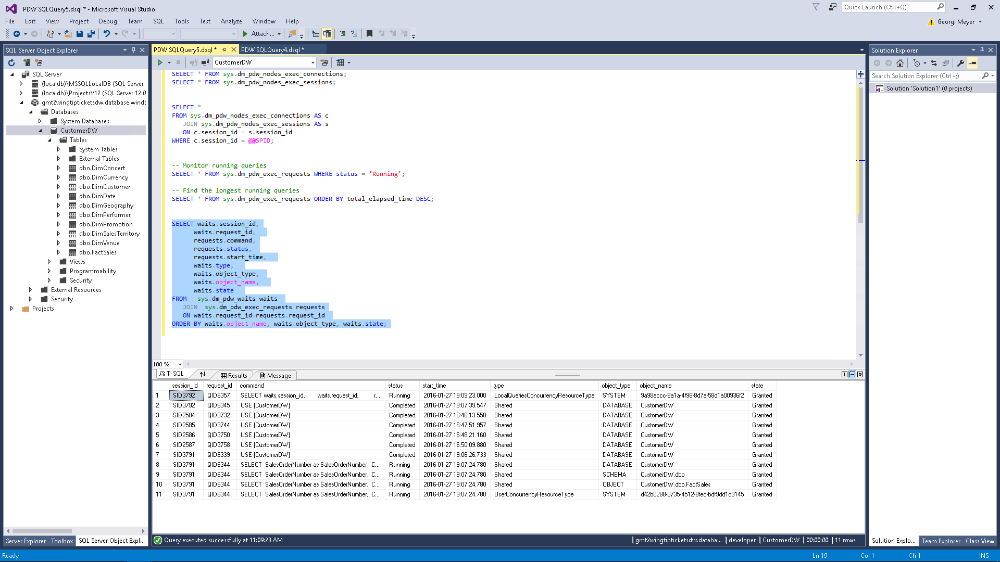 PDW SQLQuery5.dsql * - Microsoft Visual Studio
Quick Launch (Ctrl+Q)
File Edit View Project Debug Team SQL Tools Test Analyze Window Help
Georgi Meyer
Attach...
SQL Server Object Explorer
PDW SQLQuery5.dsql *
PDW SQLQuery4.dsql *
Solution Explorer
CustomerDW
Search Solution Explorer (Ctrl+;)
Solution 'Solution1' (0 projects)
SQL Server
(localdb)\MSSQLLocalDB (SQL Server
(localdb)\ProjectsV12 (SQL Server 12.0
gmt2wingtipticketsdw.database.windo
Databases
System Databases
CustomerDW
Tables
System Tables
External Tables
dbo.DimConcert
dbo.DimCurrency
dbo.DimCustomer
dbo.DimDate
dbo.DimGeography
dbo.DimPerformer
dbo.DimPromotion
dbo.DimSalesTerritory
dbo.DimVenue
dbo.FactSales
Views
Programmability
Security
External Resources
Security
Projects
SELECT * FROM sys.dm_pdw_nodes_exec_connections;
SELECT * FROM sys.dm_pdw_nodes_exec_sessions;
SELECT *
FROM sys.dm_pdw_nodes_exec_connections AS c
JOIN sys.dm_pdw_nodes_exec_sessions AS s
ON c.session_id = s.session_id
WHERE c.session_id = @@SPID;
-- Monitor running queries
SELECT * FROM sys.dm_pdw_exec_requests WHERE status = 'Running';
-- Find the longest running queries
SELECT * FROM sys.dm_pdw_exec_requests ORDER BY total_elapsed_time DESC;
SELECT waits.session_id,
waits.request_id,
requests.command,
requests.status,
requests.start_time,
waits.type,
waits.object_type,
waits.object_name,
waits.state
FROM sys.dm_pdw_waits waits
JOIN sys.dm_pdw_exec_requests requests
ON waits.request_id=requests.request_id
ORDER BY waits.object_name, waits.object_type, waits.state;
100 %
T-SQL Results Message
session_id request_id command status start_time type object_type object_name state
1 SID3792 QID6357 SELECT waits.session_id, waits.request_id, r... Running 2016-01-27 19:09:23.000 LocalQueriesConcurrencyResourceType SYSTEM 9a98accc-8a1a-4f98-8d7a-58d1a00936f2 Granted
2 SID3792 QID6345 USE [CustomerDW] Completed 2016-01-27 19:07:39.547 Shared DATABASE CustomerDW Granted
3 SID2584 QID3732 USE [CustomerDW] Completed 2016-01-27 16:46:13.550 Shared DATABASE CustomerDW Granted
4 SID2585 QID3744 USE [CustomerDW] Completed 2016-01-27 16:47:51.957 Shared DATABASE CustomerDW Granted
5 SID2586 QID3750 USE [CustomerDW] Completed 2016-01-27 16:48:21.160 Shared DATABASE CustomerDW Granted
6 SID2587 QID3758 USE [CustomerDW] Completed 2016-01-27 16:50:09.880 Shared DATABASE CustomerDW Granted
7 SID3791 QID6339 USE [CustomerDW] Completed 2016-01-27 19:06:26.733 Shared DATABASE CustomerDW Granted
8 SID3791 QID6344 SELECT SalesOrderNumber as SalesOrderNumber, C... Running 2016-01-27 19:07:24.780 Shared DATABASE CustomerDW Granted
9 SID3791 QID6344 SELECT SalesOrderNumber as SalesOrderNumber, C... Running 2016-01-27 19:07:24.780 Shared SCHEMA CustomerDW.dbo Granted
10 SID3791 QID6344 SELECT SalesOrderNumber as SalesOrderNumber, C... Running 2016-01-27 19:07:24.780 Shared OBJECT CustomerDW.dbo.FactSales Granted
11 SID3791 QID6344 SELECT SalesOrderNumber as SalesOrderNumber, C... Running 2016-01-27 19:07:24.780 UserConcurrencyResourceType SYSTEM d42b0288-0735-4512-8fec-bdf9dd1c3145 Granted
Query executed successfully at 11:09:23 AM
gmt2wingtipticketsdw.databa... developer CustomerDW 00:00:00 11 rows
Server Explorer Toolbox SQL Server Object Expl...
Solution Explo... Team Explorer Class View
Ready
Ln 19 Col 1 Ch 1 INS